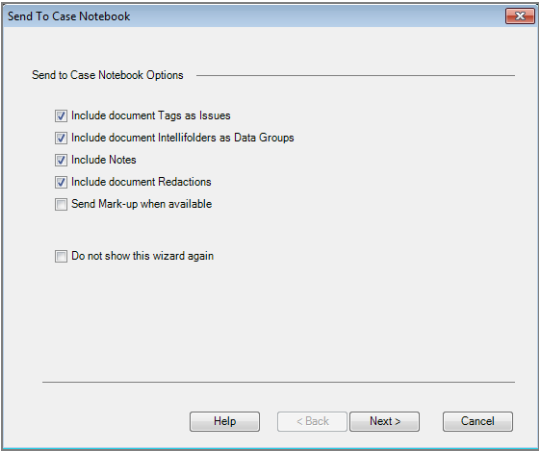 Send To Case Notebook
Send to Case Notebook Options
Include document Tags as Issues
Include document Intellifolders as Data Groups
Include Notes
Include document Redactions
Send Mark-up when available
Do not show this wizard again
Help < Back Next > Cancel